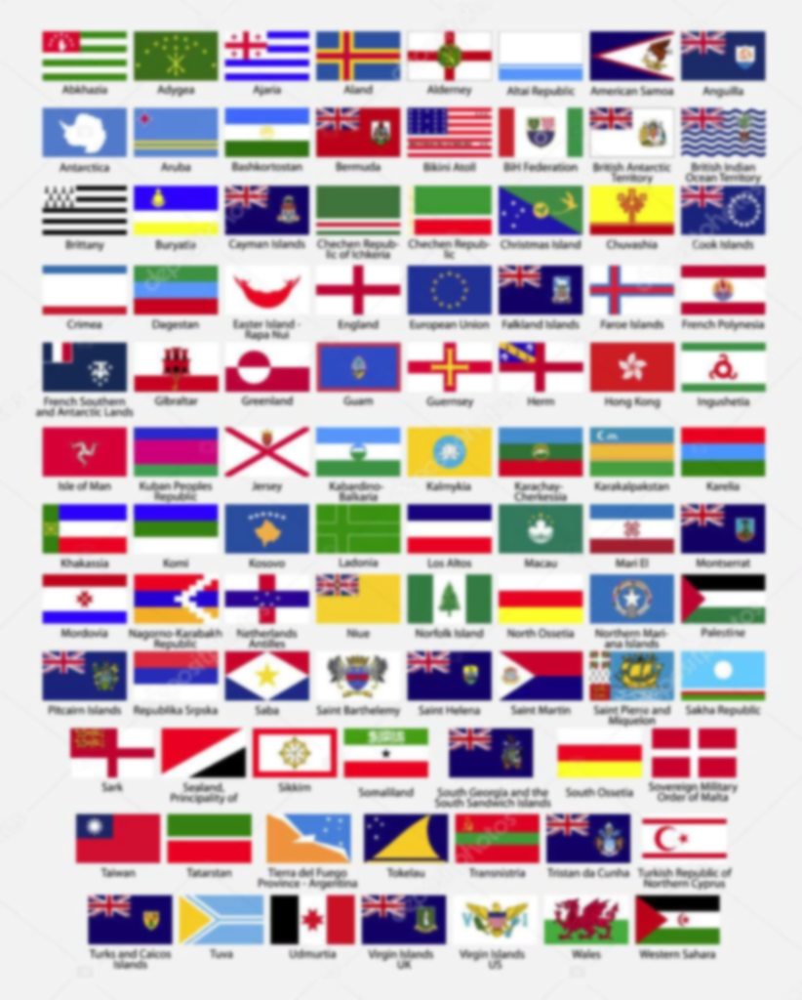 Abkhazia Adygea Ajaria Aland Alderney Altai Republic American Samoa Anguilla
Antarctica Aruba Bashkortostan Bermuda Bikini Atoll BiH Federation British Antarctic British Indian
Territory Ocean Territory
Brittany Buryatia Cayman Islands Chechen Repub- Chechen Repub- Christmas Island Chuvashia Cook Islands
lic of Ichkeria lic
Crimea Dagestan Easter Island - England European Union Falkland Islands Faroe Islands French Polynesia
Rapa Nui
French Southern Gibraltar Greenland Guam Guernsey Herm Hong Kong Ingushetia
and Antarctic Lands
Isle of Man Kuban Peoples Jersey Kabardino- Kalmykia Karachay- Karakalpakstan Karelia
Republic Balkaria Cherkessia
Khakassia Komi Kosovo Ladonia Los Altos Macau Mari El Montserrat
Mordovia Nagorno-Karabakh Netherlands Niue Norfolk Island North Ossetia Northern Mari- Palestine
Republic Antilles ana Islands
Pitcairn Islands Republika Srpska Saba Saint Barthelemy Saint Helena Saint Martin Saint Pierre and Sakha Republic
Miquelon
Sark Sealand, Sikkim Somaliland South Georgia and the South Ossetia Sovereign Military
Principality of South Sandwich Islands Order of Malta
Taiwan Tatarstan Tierra del Fuego Tokelau Transnistria Tristan da Cunha Turkish Republic of
Province - Argentina Northern Cyprus
Turks and Caicos Tuva Udmurtia Virgin Islands Virgin Islands Wales Western Sahara
Islands UK US